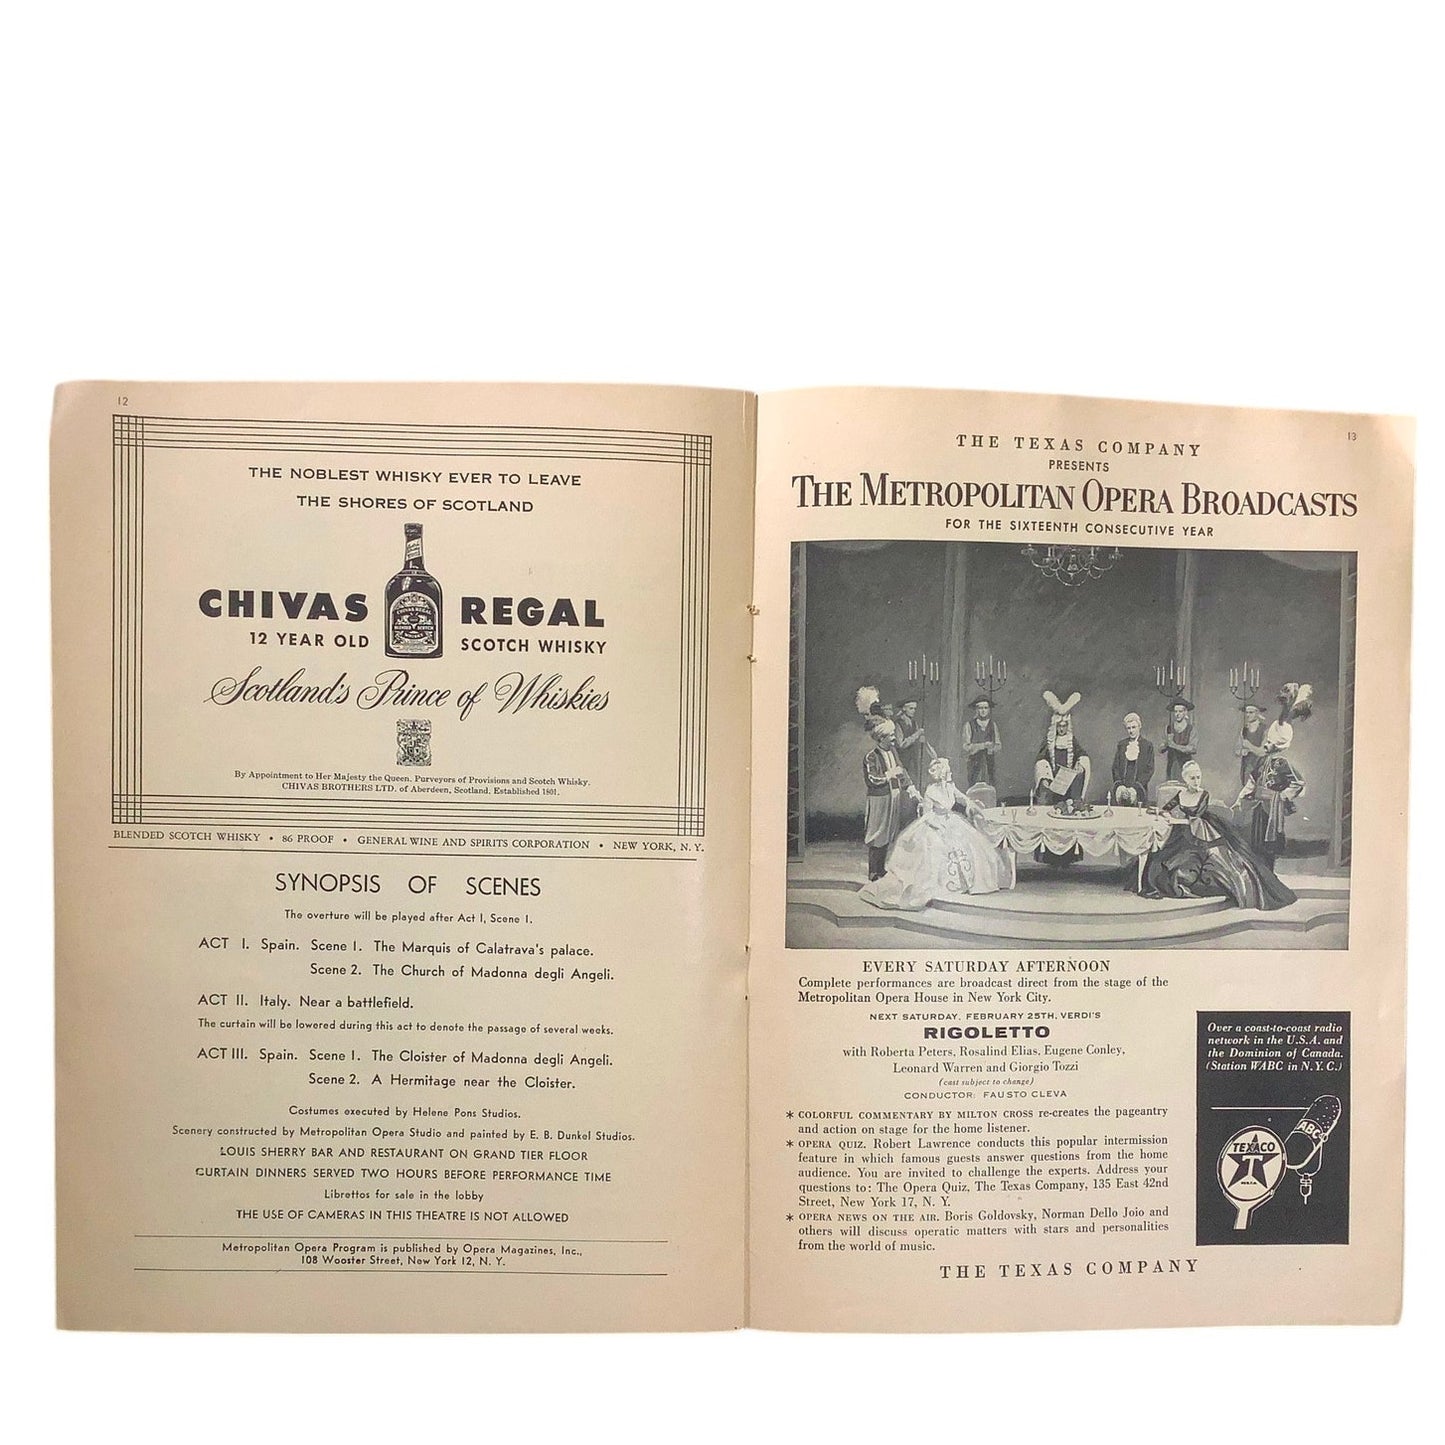 12
THE NOBLEST WHISKY EVER TO LEAVE
THE SHORES OF SCOTLAND
CHIVAS REGAL
12 YEAR OLD SCOTCH WHISKY
CHIVAS REGAL
Scotland's Prince of Whiskies
By Appointment to Her Majesty the Queen. Purveyors of Provisions and Scotch Whisky,
CHIVAS BROTHERS LTD. of Aberdeen, Scotland. Established 1801.
BLENDED SCOTCH WHISKY • 86 PROOF • GENERAL WINE AND SPIRITS CORPORATION • NEW YORK, N. Y.
SYNOPSIS OF SCENES
The overture will be played after Act I, Scene 1.
ACT I. Spain. Scene 1. The Marquis of Calatrava's palace.
Scene 2. The Church of Madonna degli Angeli.
ACT II. Italy. Near a battlefield.
The curtain will be lowered during this act to denote the passage of several weeks.
ACT III. Spain. Scene 1. The Cloister of Madonna degli Angeli.
Scene 2. A Hermitage near the Cloister.
Costumes executed by Helene Pons Studios.
Scenery constructed by Metropolitan Opera Studio and painted by E. B. Dunkel Studios.
LOUIS SHERRY BAR AND RESTAURANT ON GRAND TIER FLOOR
CURTAIN DINNERS SERVED TWO HOURS BEFORE PERFORMANCE TIME
Librettos for sale in the lobby
THE USE OF CAMERAS IN THIS THEATRE IS NOT ALLOWED
Metropolitan Opera Program is published by Opera Magazines, Inc.,
108 Wooster Street, New York 12, N. Y.
13
THE TEXAS COMPANY
PRESENTS
THE METROPOLITAN OPERA BROADCASTS
FOR THE SIXTEENTH CONSECUTIVE YEAR
EVERY SATURDAY AFTERNOON
Complete performances are broadcast direct from the stage of the
Metropolitan Opera House in New York City.
NEXT SATURDAY, FEBRUARY 25TH, VERDI'S
RIGOLETTO
with Roberta Peters, Rosalind Elias, Eugene Conley,
Leonard Warren and Giorgio Tozzi
(cast subject to change)
CONDUCTOR: FAUSTO CLEVA
* COLORFUL COMMENTARY BY MILTON CROSS re-creates the pageantry
and action on stage for the home listener.
* OPERA QUIZ. Robert Lawrence conducts this popular intermission
feature in which famous guests answer questions from the home
audience. You are invited to challenge the experts. Address your
questions to: The Opera Quiz, The Texas Company, 135 East 42nd
Street, New York 17, N. Y.
* OPERA NEWS ON THE AIR. Boris Goldovsky, Norman Dello Joio and
others will discuss operatic matters with stars and personalities
from the world of music.
Over a coast-to-coast radio
network in the U.S.A. and
the Dominion of Canada.
(Station WABC in N.Y.C.)
ABC
TEXACO
T
THE TEXAS COMPANY